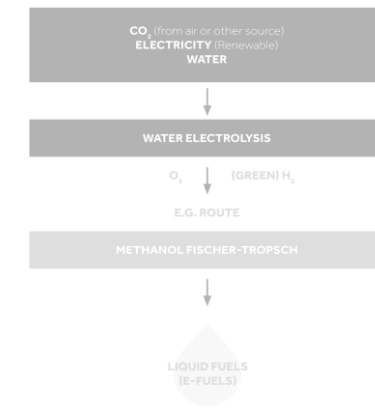 CO₂ (from air or other source)
ELECTRICITY (Renewable)
WATER
WATER ELECTROLYSIS
O₂ (GREEN) H₂
E.G. ROUTE
METHANOL FISCHER-TROPSCH
LIQUID FUELS
(E-FUELS)